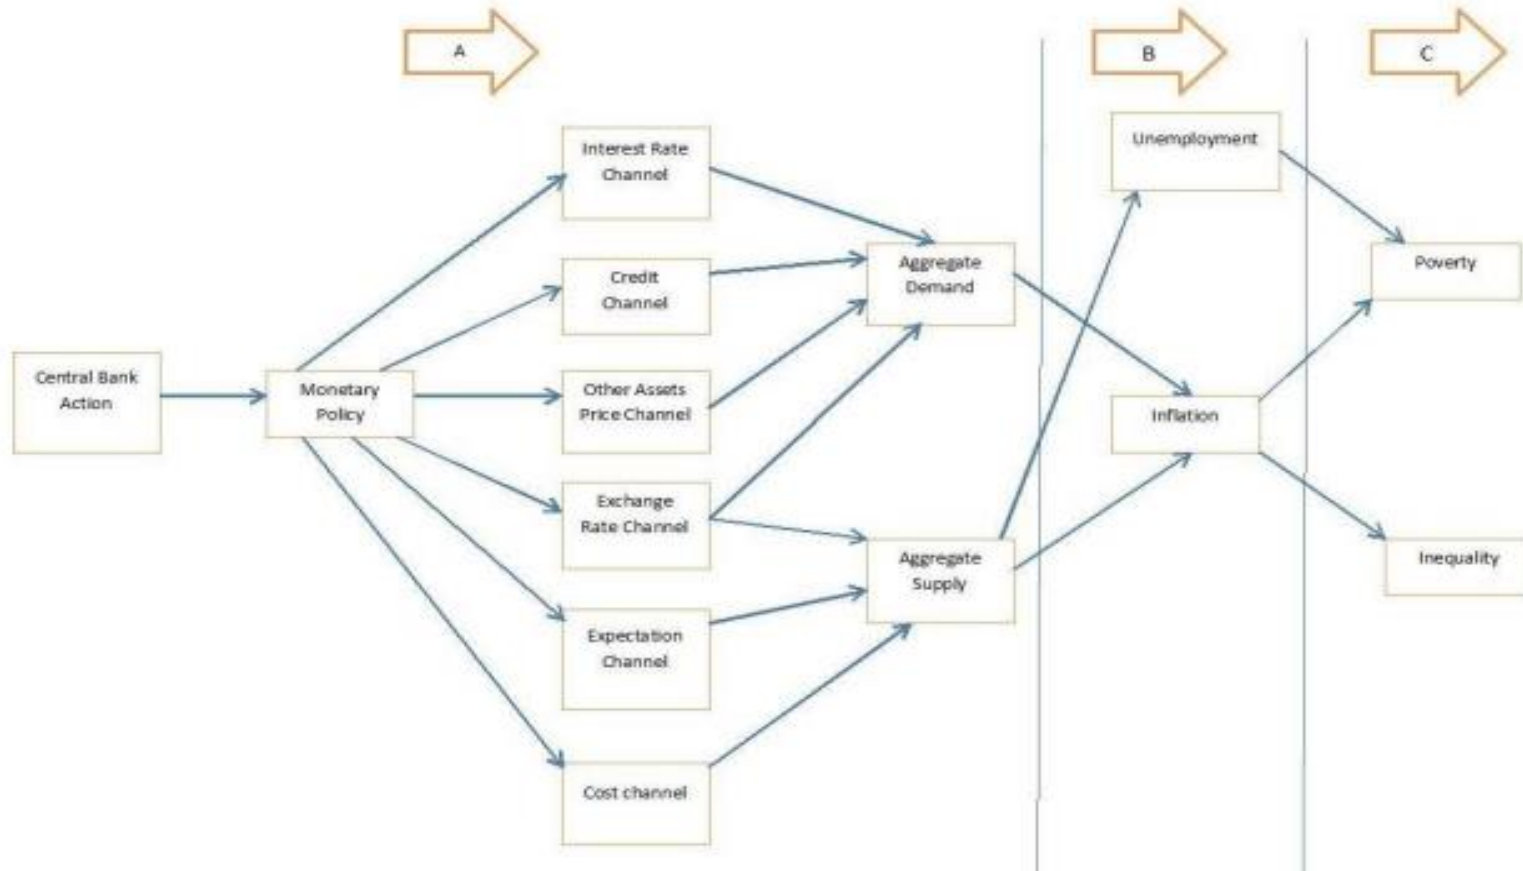 A
B
C
Interest Rate
Channel
Unemployment
Credit
Channel
Aggregate
Demand
Poverty
Central Bank
Action
Monetary
Policy
Other Assets
Price Channel
Inflation
Exchange
Rate Channel
Aggregate
Supply
Inequality
Expectation
Channel
Cost channel